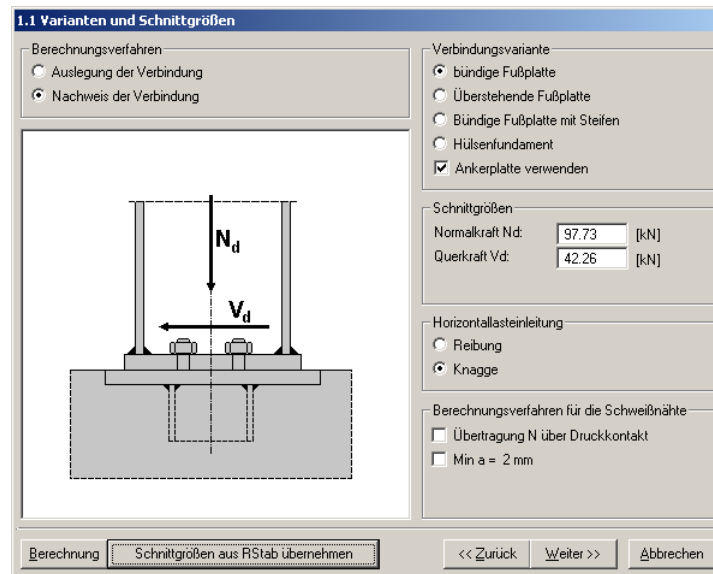 1.1 Varianten und Schnittgrößen
Berechnungsverfahren
Auslegung der Verbindung
Nachweis der Verbindung
Nd
Vd
Verbindungsvariante
bündige Fußplatte
Überstehende Fußplatte
Bündige Fußplatte mit Steifen
Hülsenfundament
Ankerplatte verwenden
Schnittgrößen
Normalkraft Nd: 97.73 [kN]
Querkraft Vd: 42.26 [kN]
Horizontallasteinleitung
Reibung
Knagge
Berechnungsverfahren für die Schweißnähte
Übertragung N über Druckkontakt
Min a = 2 mm
Berechnung Schnittgrößen aus RStab übernehmen << Zurück Weiter >> Abbrechen